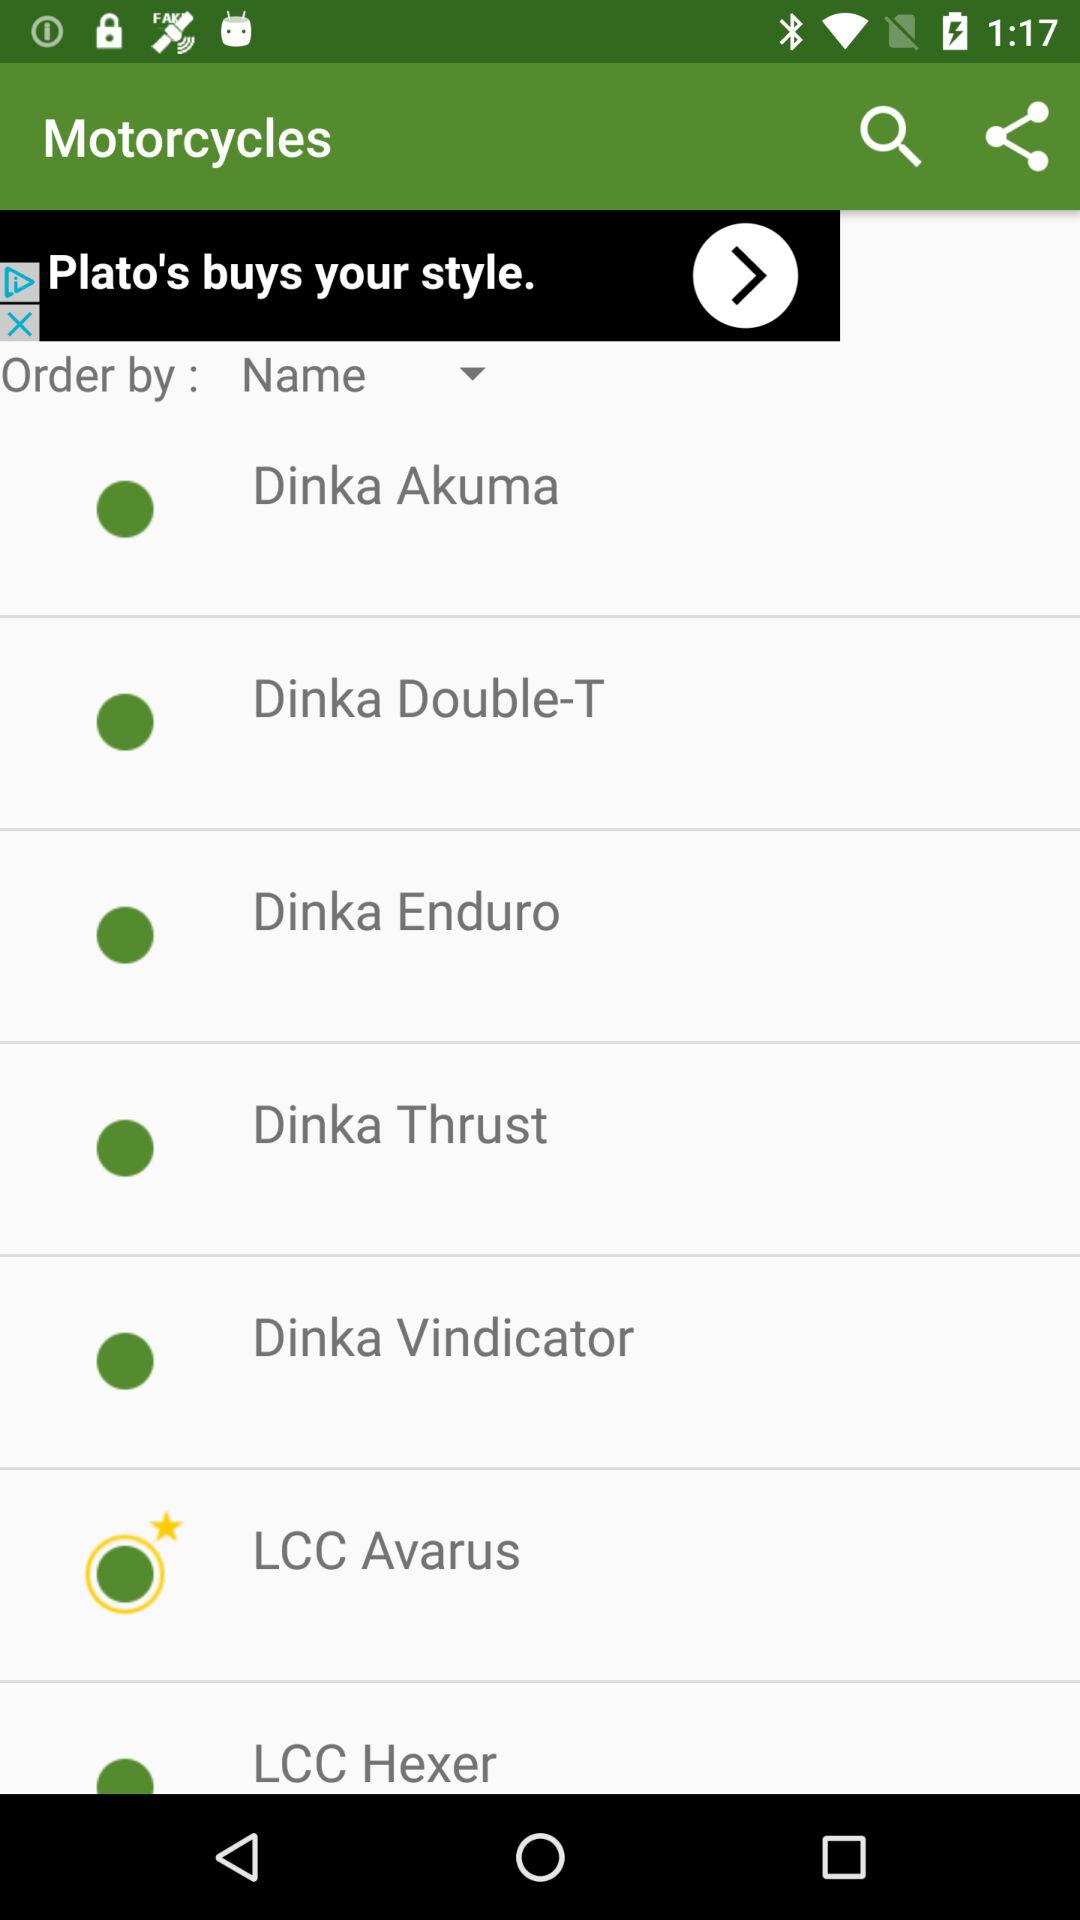 FAKE
1:17
Motorcycles
Plato's buys your style.
Order by : Name
Dinka Akuma
Dinka Double-T
Dinka Enduro
Dinka Thrust
Dinka Vindicator
LCC Avarus
LCC Hexer